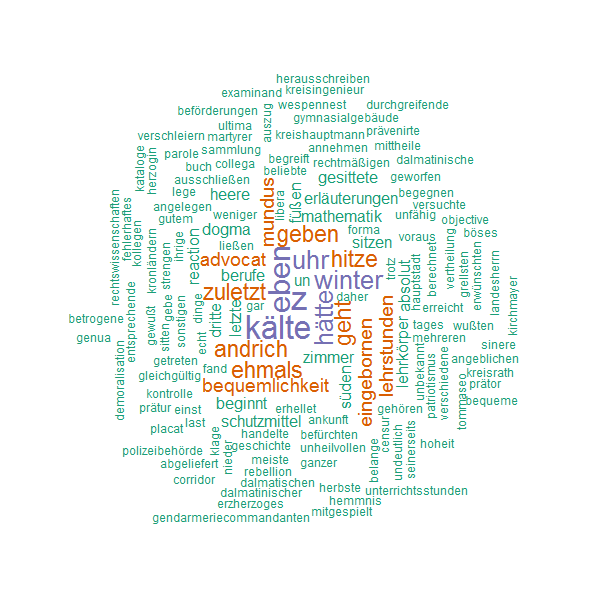 herausschreiben
kreisingenieur
examinand
wespennest
durchgreifende
beförderungen
auszug
gymnasialgebäude
ultima
prävenirte
verschleiern
martyrer
kreishauptmann
parole
sammlung
annehmen
mittheile
kataloge
herzogin
buch
collega
begreift
rechtmäßigen
dalmatinische
ausschließen
beliebte
gesittete
geworfen
rechtswissenschaften
fehlerhaftes
lege
heere
mundus
libera
füßen
erläuterungen
begegnen
angelegen
weniger
mathematik
unfähig
versuchte
kollegen
gutem
dogma
geben
forma
objective
kronländern
ihrige
ließen
sitzen
voraus
böses
strengen
reaction
advocat
eben
uhr
hitze
trotz
hauptstadt
berechnet
vertheilung
grellsten
erwünschten
landesherrn
entsprechende
gewußt
sitten
gebe
sonstigen
berufe
un
winter
absolut
zuletzt
ez
hätte
daher
erreicht
dinge
letzte
gar
geht
lehrstunden
betrogene
dritte
kälte
eingebornen
lehrkörper
tages
wußten
kirchmayer
genua
echt
andrich
mehreren
sinere
demoralisation
getreten
fand
ehmals
zimmer
unbekannt
patriotismus
verschiedene
angeblichen
gleichgültig
südens
kreisrath
kontrolle
bequemlichkeit
tommaseo
prätor
prätur
einst
beginnt
erhellet
gehören
bequeme
last
schutzmittel
ankunft
censur
placat
klage
handelte
befürchten
undeutlich
seinerseits
hoheit
polizeibehörde
nieder
geschichte
unheilvollen
belange
abgeliefert
meiste
ganzer
rebellion
corridor
dalmatischen
herbste
unterrichtsstunden
dalmatinischer
hemmnis
erzherzoges
mitgespielt
gendarmeriecommandanten